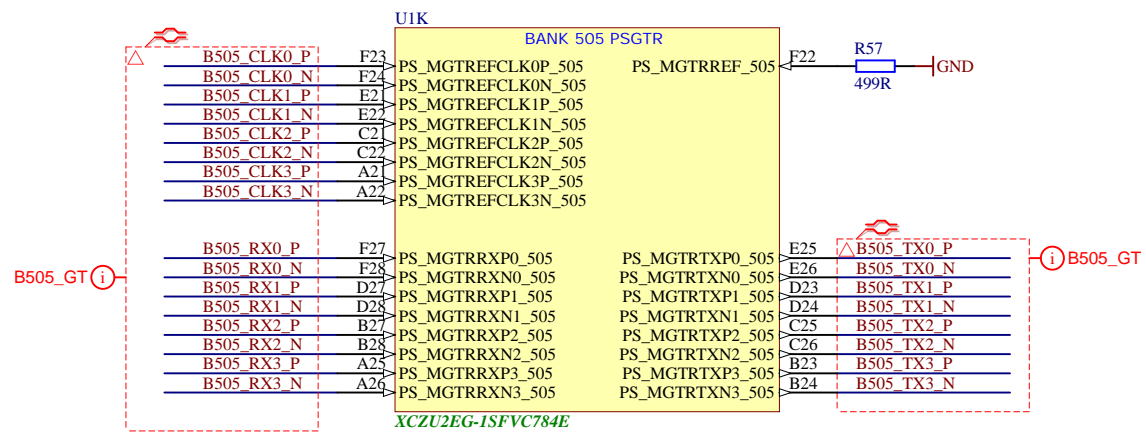 U1K
BANK 505 PSGTR
B505_CLK0_P F23 PS_MGTREFCLK0P_505 PS_MGTRREF_505 F22 R57 499R GND
B505_CLK0_N F24 PS_MGTREFCLK0N_505
B505_CLK1_P E21 PS_MGTREFCLK1P_505
B505_CLK1_N E22 PS_MGTREFCLK1N_505
B505_CLK2_P C21 PS_MGTREFCLK2P_505
B505_CLK2_N C22 PS_MGTREFCLK2N_505
B505_CLK3_P A21 PS_MGTREFCLK3P_505
B505_CLK3_N A22 PS_MGTREFCLK3N_505
B505_RX0_P F27 PS_MGTRRXP0_505 PS_MGTRTXP0_505 E25 B505_TX0_P
B505_GT i B505_RX0_N F28 PS_MGTRRXN0_505 PS_MGTRTXN0_505 E26 B505_TX0_N i B505_GT
B505_RX1_P D27 PS_MGTRRXP1_505 PS_MGTRTXP1_505 D23 B505_TX1_P
B505_RX1_N D28 PS_MGTRRXN1_505 PS_MGTRTXN1_505 D24 B505_TX1_N
B505_RX2_P B27 PS_MGTRRXP2_505 PS_MGTRTXP2_505 C25 B505_TX2_P
B505_RX2_N B28 PS_MGTRRXN2_505 PS_MGTRTXN2_505 C26 B505_TX2_N
B505_RX3_P A25 PS_MGTRRXP3_505 PS_MGTRTXP3_505 B23 B505_TX3_P
B505_RX3_N A26 PS_MGTRRXN3_505 PS_MGTRTXN3_505 B24 B505_TX3_N
XCZU2EG-1SFVC784E